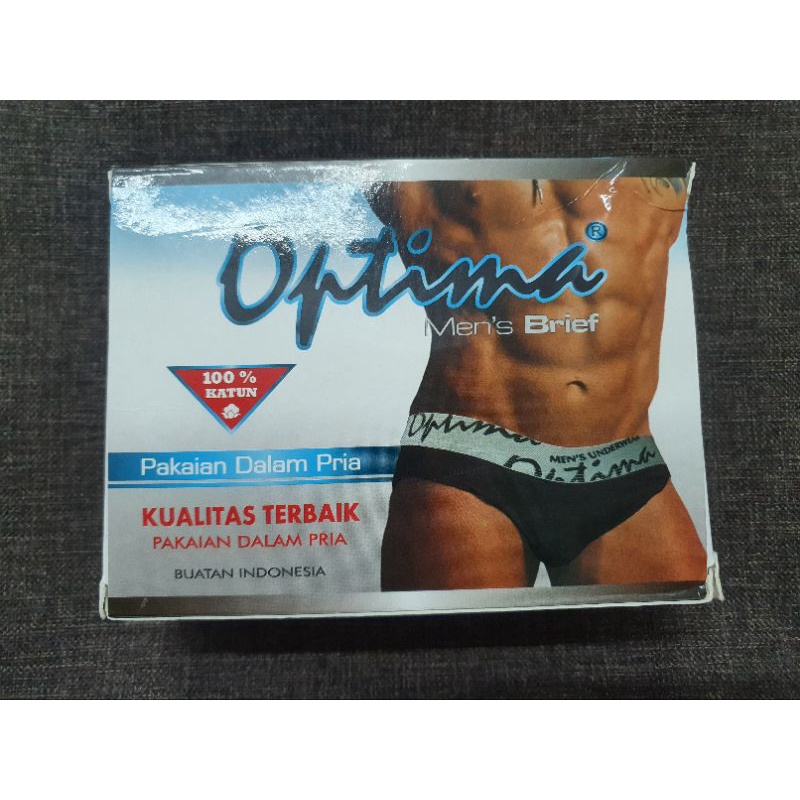 Optima®
Men's Brief
100 %
KATUN
Pakaian Dalam Pria
KUALITAS TERBAIK
PAKAIAN DALAM PRIA
BUATAN INDONESIA
Optima
MEN'S UNDERWEAR
Optima